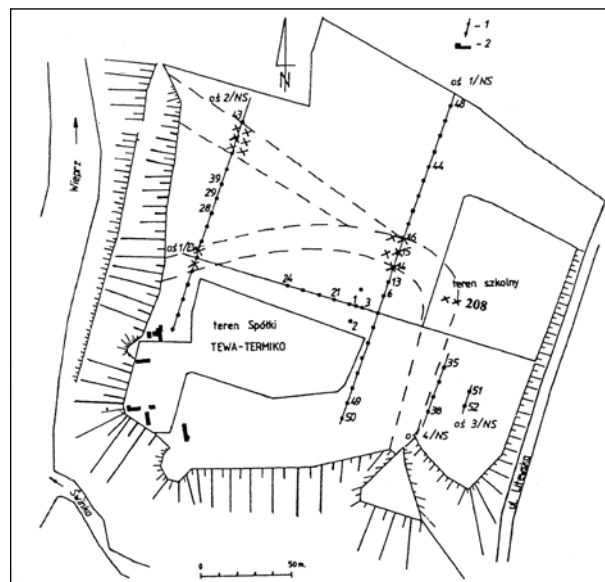 - 1
- 2
N
oś 1/NS
oś 2/NS
48
43
Wieprz
44
39
29
28
16
15
oś 1/E
14
13
teren szkolny
24
21
1
3
6
208
2
teren Spółki
TEWA-TERMIKO
35
51
52
38
49
50
oś 3/NS
4/NS
Świnka
ul. Litewska
0
50 m.